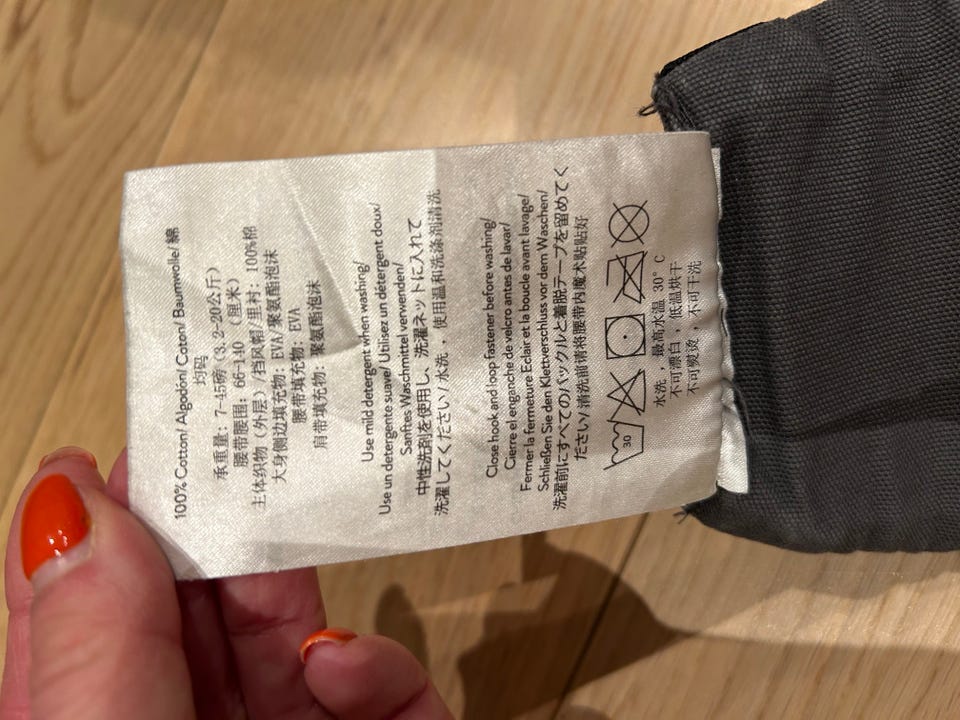 100% Cotton/ Algodon/ Coton/ Baumwolle/ 綿
均码
承重量: 7-45磅 (3.2-20公斤)
腰带腰围: 66-140 (厘米)
主体织物 (外层) /挡风帽/里衬: 100%棉
大身侧边填充物: EVA/聚氨酯泡沫
腰带填充物: EVA
肩带填充物: 聚氨酯泡沫
Use mild detergent when washing/
Use un detergente suave/ Utilisez un détergent doux/
Sanftes Waschmittel verwenden/
中性洗剤を使用し、洗濯ネットに入れて
洗濯してください/水洗，使用温和洗涤剂清洗
Close hook and loop fastener before washing/
Cierre el enganche de velcro antes de lavar/
Fermer la fermeture Eclair et la boucle avant lavage/
Schließen Sie den Klettverschluss vor dem Waschen/
洗濯前にすべてのバックルと着脱テープを留めてく
ださい/清洗前请将腰带内魔术贴贴好
30
水洗，最高水温 30° C
不可漂白，低温烘干
不可熨烫，不可干洗